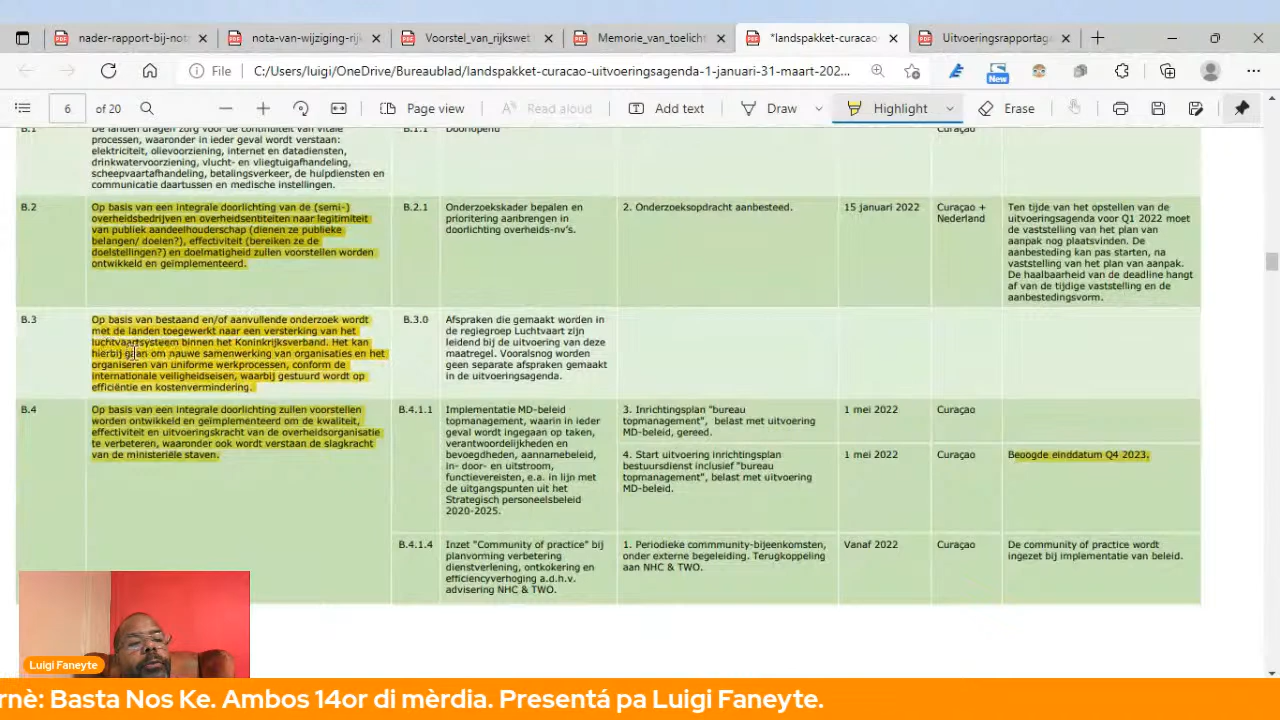 nader-rapport-bij-not
nota-van-wijziging-rijk
Voorstel_van_rijkswet
Memorie_van_toelicht
*landspakket-curacao-
Uitvoeringsrapportag
File
C:/Users/luigi/OneDrive/Bureaublad/landspakket-curacao-uitvoeringsagenda-1-januari-31-maart-202...
New
6 of 20
Page view
Read aloud
Add text
Draw
Highlight
Erase
B.1
De landen dragen zorg voor de continuïteit van vitale
processen, waaronder in ieder geval wordt verstaan:
elektriciteit, olievoorziening, internet en datadiensten,
drinkwatervoorziening, vlucht- en vliegtuigafhandeling,
scheepvaartafhandeling, betalingsverkeer, de hulpdiensten en
communicatie daartussen en medische instellingen.
B.1.1
Doorlopend
Curaçao
B.2
Op basis van een integrale doorlichting van de (semi-)
overheidsbedrijven en overheidsentiteiten naar legitimiteit
van publiek aandeelhouderschap (dienen ze publieke
belangen/ doelen?), effectiviteit (bereiken ze de
doelstellingen?) en doelmatigheid zullen voorstellen worden
ontwikkeld en geïmplementeerd.
B.2.1
Onderzoekskader bepalen en
prioritering aanbrengen in
doorlichting overheids-nv's.
2. Onderzoeksopdracht aanbesteed.
15 januari 2022
Curaçao +
Nederland
Ten tijde van het opstellen van de
uitvoeringsagenda voor Q1 2022 moet
de vaststelling van het plan van
aanpak nog plaatsvinden. De
aanbesteding kan pas starten, na
vaststelling van het plan van aanpak.
De haalbaarheid van de deadline hangt
af van de tijdige vaststelling en de
aanbestedingsvorm.
B.3
Op basis van bestaand en/of aanvullende onderzoek wordt
met de landen toegewerkt naar een versterking van het
luchtvaartsysteem binnen het Koninkrijksverband. Het kan
hierbij gaan om nauwe samenwerking van organisaties en het
organiseren van uniforme werkprocessen, conform de
internationale veiligheidseisen, waarbij gestuurd wordt op
efficiëntie en kostenvermindering.
B.3.0
Afspraken die gemaakt worden in
de regiegroep Luchtvaart zijn
leidend bij de uitvoering van deze
maatregel. Vooralsnog worden
geen separate afspraken gemaakt
in de uitvoeringsagenda.
B.4
Op basis van een integrale doorlichting zullen voorstellen
worden ontwikkeld en geïmplementeerd om de kwaliteit,
effectiviteit en uitvoeringskracht van de overheidsorganisatie
te verbeteren, waaronder ook wordt verstaan de slagkracht
van de ministeriële staven.
B.4.1.1
Implementatie MD-beleid
topmanagement, waarin in ieder
geval wordt ingegaan op taken,
verantwoordelijkheden en
bevoegdheden, aannamebeleid,
in- door- en uitstroom,
functievereisten, e.a. in lijn met
de uitgangspunten uit het
Strategisch personeelsbeleid
2020-2025.
3. Inrichtingsplan "bureau
topmanagement", belast met uitvoering
MD-beleid, gereed.
1 mei 2022
Curaçao
4. Start uitvoering inrichtingsplan
bestuursdienst inclusief "bureau
topmanagement", belast met uitvoering
MD-beleid.
1 mei 2022
Curaçao
Beoogde einddatum Q4 2023.
B.4.1.4
Inzet "Community of practice" bij
planvorming verbetering
dienstverlening, ontkokering en
efficiencyverhoging a.d.h.v.
advisering NHC & TWO.
1. Periodieke commmunity-bijeenkomsten,
onder externe begeleiding. Terugkoppeling
aan NHC & TWO.
Vanaf 2022
Curaçao
De community of practice wordt
ingezet bij implementatie van beleid.
Luigi Faneyte
rnè: Basta Nos Ke. Ambos 14or di mèrdia. Presentá pa Luigi Faneyte.